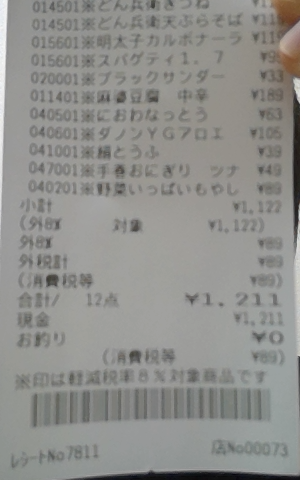 014501※どん兵衛きつね
014501※どん兵衛天ぷらそば ¥11
015601※明太子カルボナーラ ¥11
015601※スパゲティ1.7
020001※ブラックサンダー ¥33
011401※麻婆豆腐 中辛 ¥189
040501※におわなっとう ¥63
040601※ダノンYGアロエ ¥105
041001※絹とうふ ¥39
047001※手巻おにぎり ツナ ¥49
040201※野菜いっぱいもやし ¥89
小計 ¥1,122
(外8% 対象 ¥1,122)
外8% ¥89
外税計 ¥89
(消費税等 ¥89)
合計/ 12点 ¥1,211
現金 ¥1,211
お釣り ¥0
(消費税等 ¥89)
※印は軽減税率8%対象商品です
レシートNo7811 店No00073